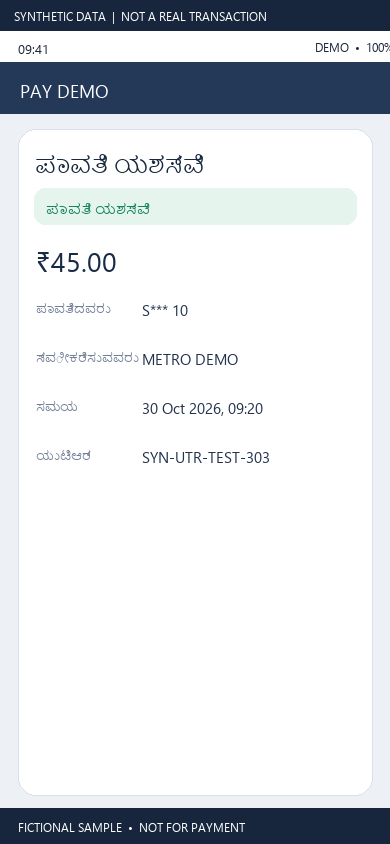 SYNTHETIC DATA | NOT A REAL TRANSACTION
09:41 DEMO • 100%
PAY DEMO
ಪಾವತಿ ಯಶಸ್ವಿ
ಪಾವತಿ ಯಶಸ್ವಿ
₹45.00
ಪಾವತಿದವರು S*** 10
ಸ್ವೀಕರಿಸುವವರು METRO DEMO
ಸಮಯ 30 Oct 2026, 09:20
ಯುಟಿಆರ್ SYN-UTR-TEST-303
FICTIONAL SAMPLE • NOT FOR PAYMENT